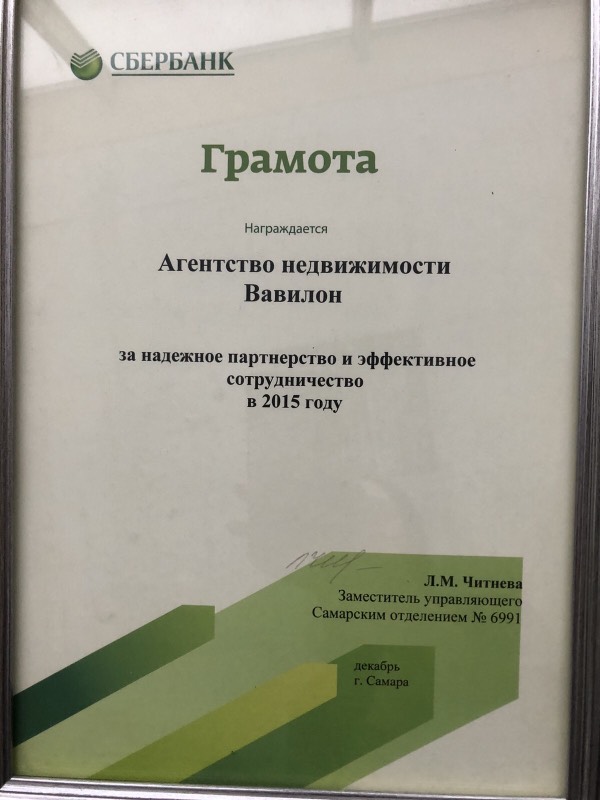 СБЕРБАНК
Грамота
Награждается
Агентство недвижимости
Вавилон
за надежное партнерство и эффективное
сотрудничество
в 2015 году
Л.М. Читнева
Заместитель управляющего
Самарским отделением № 6991
декабрь
г. Самара